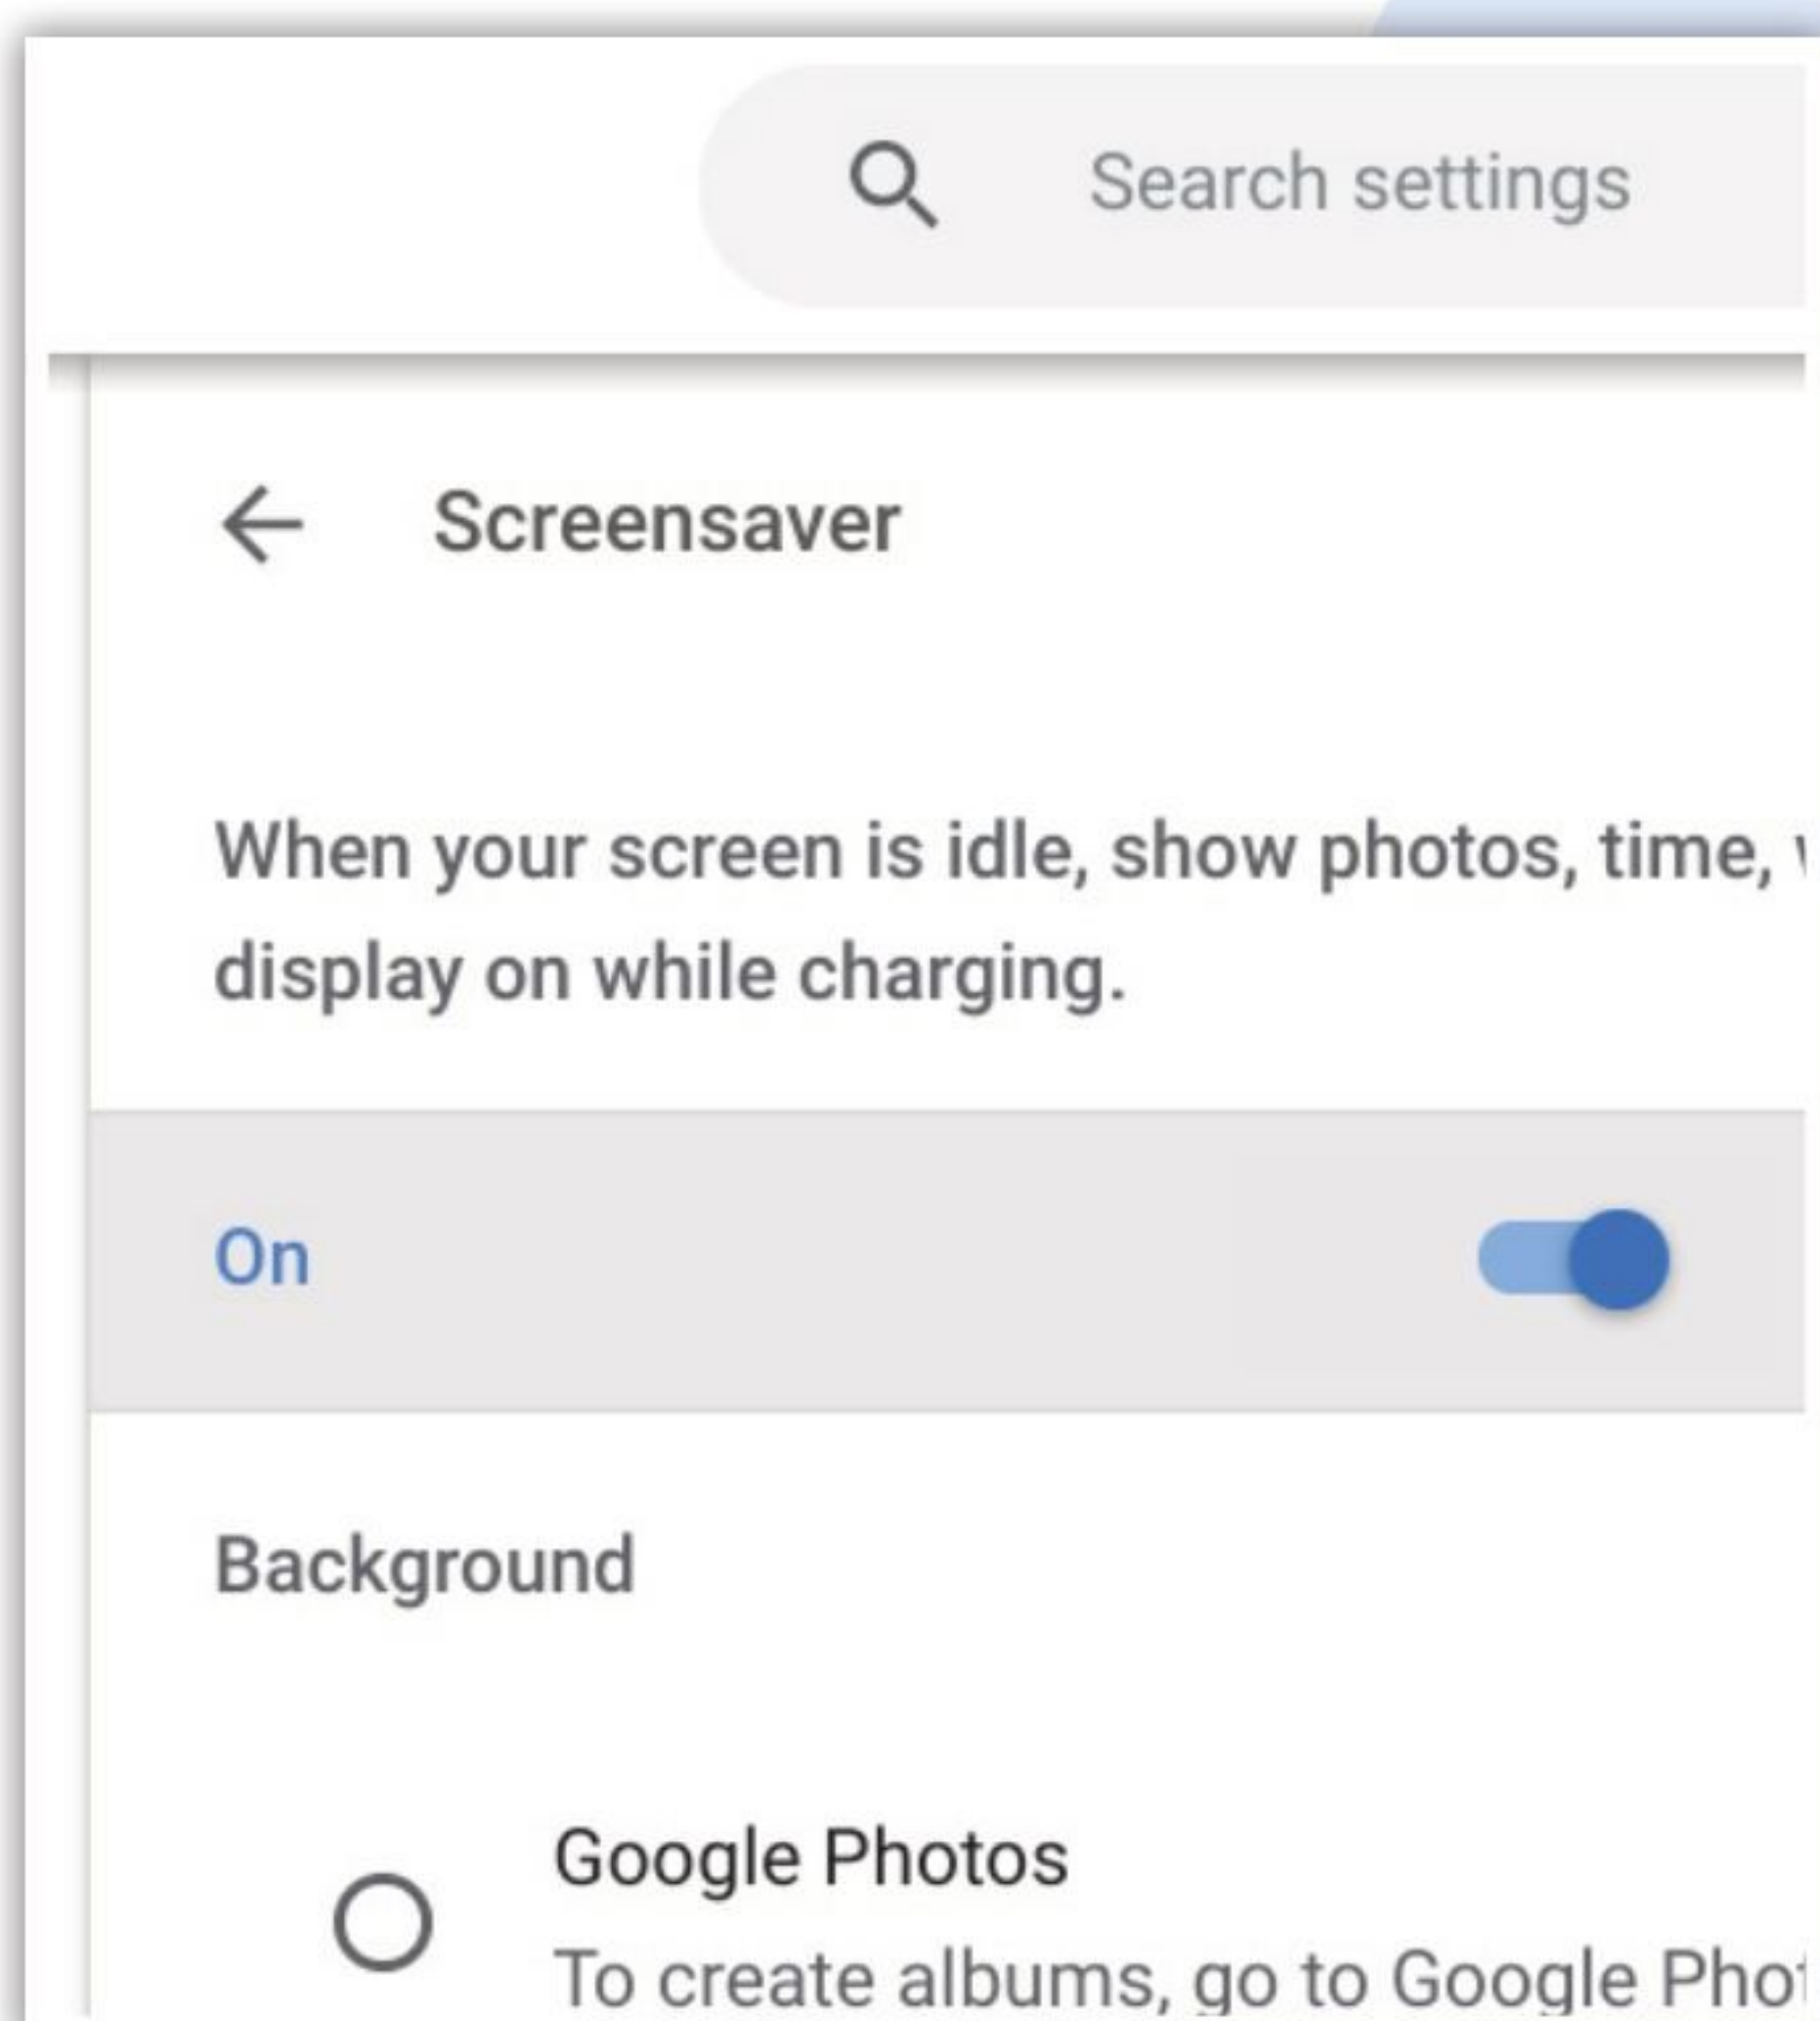 Search settings
Screensaver
When your screen is idle, show photos, time,
display on while charging.
On
Background
Google Photos
To create albums, go to Google